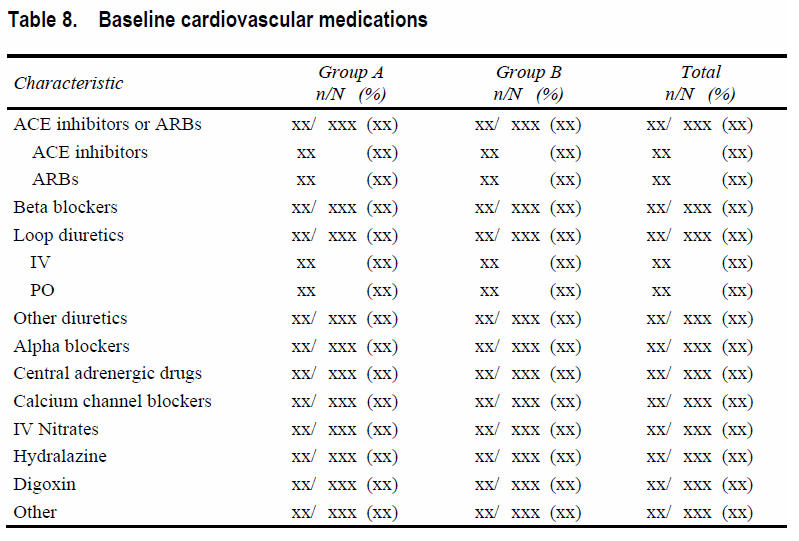 Table 8. Baseline cardiovascular medications
Characteristic Group A n/N (%) Group B n/N (%) Total n/N (%)
ACE inhibitors or ARBs xx/ xxx (xx) xx/ xxx (xx) xx/ xxx (xx)
ACE inhibitors xx (xx) xx (xx) xx (xx)
ARBs xx (xx) xx (xx) xx (xx)
Beta blockers xx/ xxx (xx) xx/ xxx (xx) xx/ xxx (xx)
Loop diuretics xx/ xxx (xx) xx/ xxx (xx) xx/ xxx (xx)
IV xx (xx) xx (xx) xx (xx)
PO xx (xx) xx (xx) xx (xx)
Other diuretics xx/ xxx (xx) xx/ xxx (xx) xx/ xxx (xx)
Alpha blockers xx/ xxx (xx) xx/ xxx (xx) xx/ xxx (xx)
Central adrenergic drugs xx/ xxx (xx) xx/ xxx (xx) xx/ xxx (xx)
Calcium channel blockers xx/ xxx (xx) xx/ xxx (xx) xx/ xxx (xx)
IV Nitrates xx/ xxx (xx) xx/ xxx (xx) xx/ xxx (xx)
Hydralazine xx/ xxx (xx) xx/ xxx (xx) xx/ xxx (xx)
Digoxin xx/ xxx (xx) xx/ xxx (xx) xx/ xxx (xx)
Other xx/ xxx (xx) xx/ xxx (xx) xx/ xxx (xx)